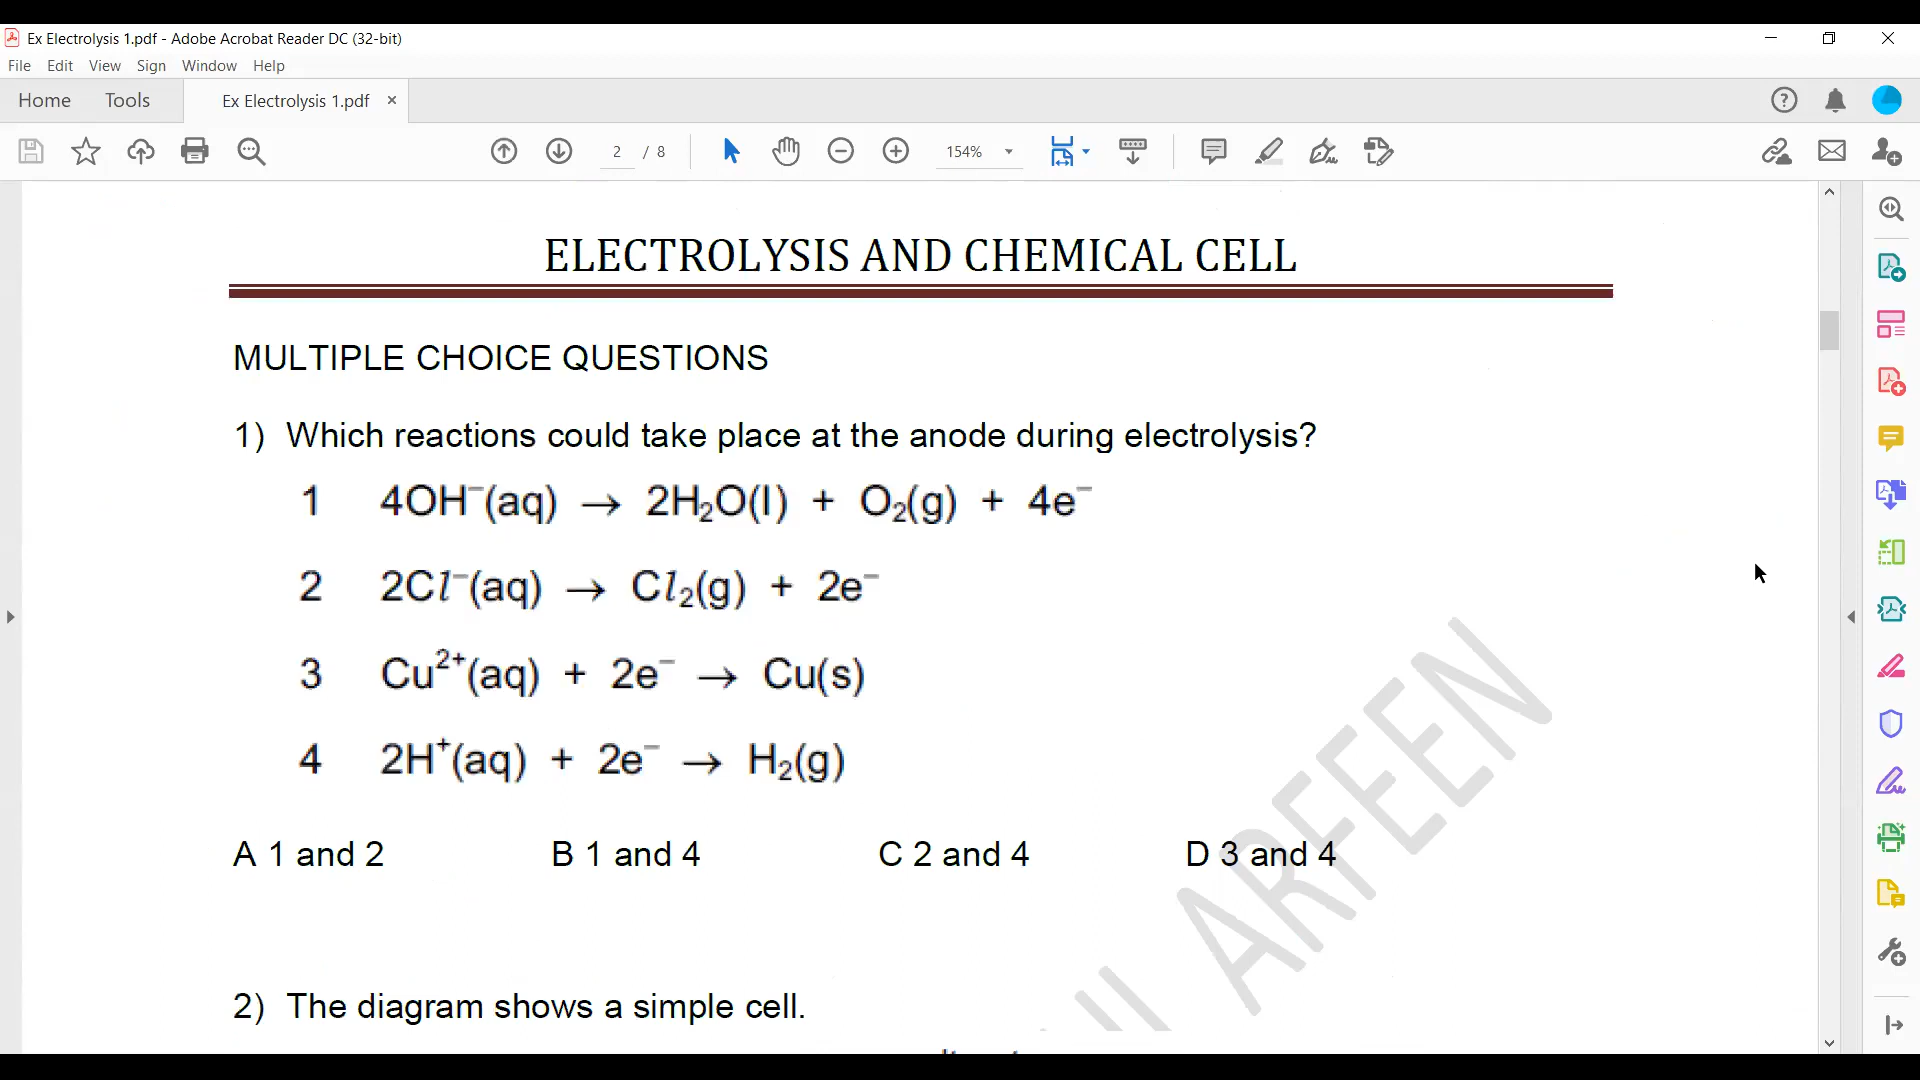 Ex Electrolysis 1.pdf - Adobe Acrobat Reader DC (32-bit)
File Edit View Sign Window Help
Home Tools Ex Electrolysis 1.pdf ×
2 / 8 154%
ELECTROLYSIS AND CHEMICAL CELL
MULTIPLE CHOICE QUESTIONS
1) Which reactions could take place at the anode during electrolysis?
1 4OH⁻(aq) → 2H₂O(l) + O₂(g) + 4e⁻
2 2Cl⁻(aq) → Cl₂(g) + 2e⁻
3 Cu²⁺(aq) + 2e⁻ → Cu(s)
4 2H⁺(aq) + 2e⁻ → H₂(g)
A 1 and 2 B 1 and 4 C 2 and 4 D 3 and 4
ARFEEN
2) The diagram shows a simple cell.